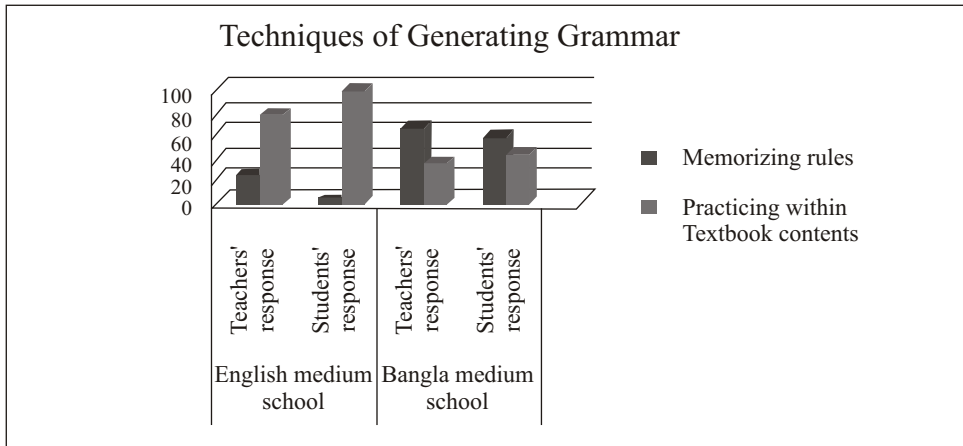 Techniques of Generating Grammar
100
80
60
40
20
0
Memorizing rules
Practicing within
Textbook contents
Teachers'
response
Students'
response
Teachers'
response
Students'
response
English medium
school
Bangla medium
school